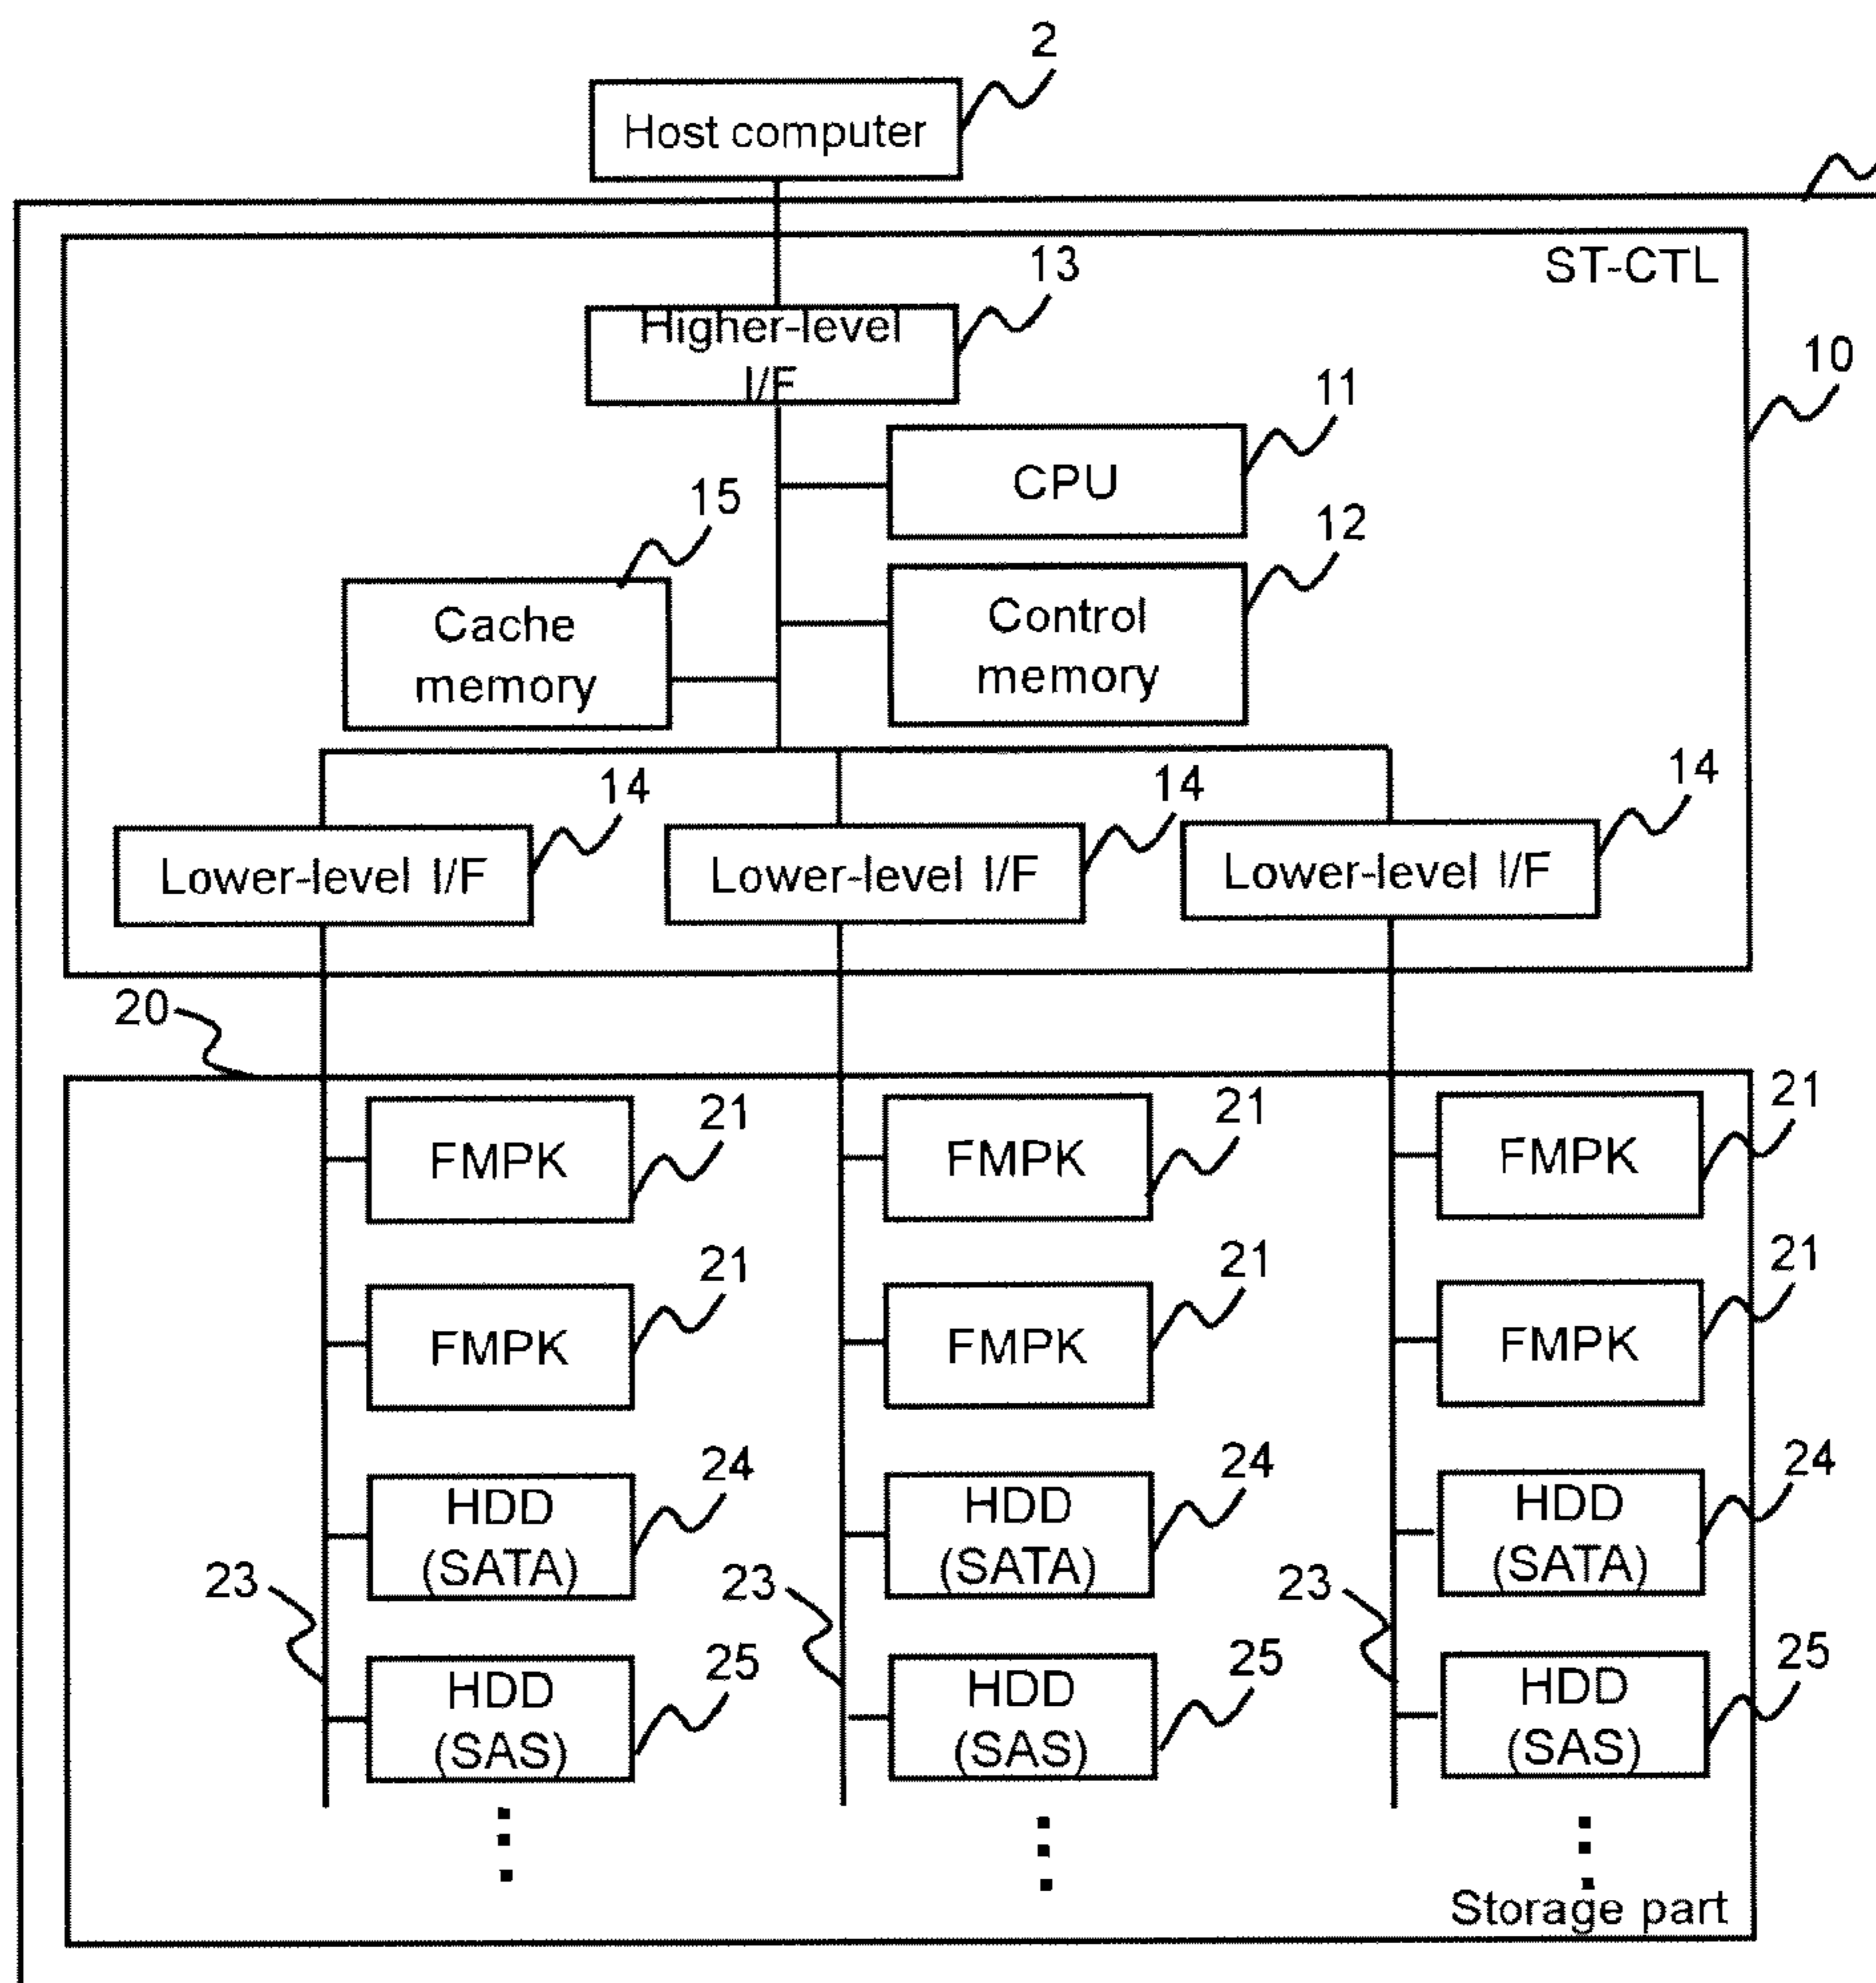 2
Host computer
ST-CTL
13
Higher-level
I/F
10
11
CPU
15
12
Cache
memory
Control
memory
14
14
14
Lower-level I/F
Lower-level I/F
Lower-level I/F
20
21
21
21
FMPK
FMPK
FMPK
21
21
21
FMPK
FMPK
FMPK
24
24
24
HDD
(SATA)
HDD
(SATA)
HDD
(SATA)
23
23
23
25
25
25
HDD
(SAS)
HDD
(SAS)
HDD
(SAS)
Storage part